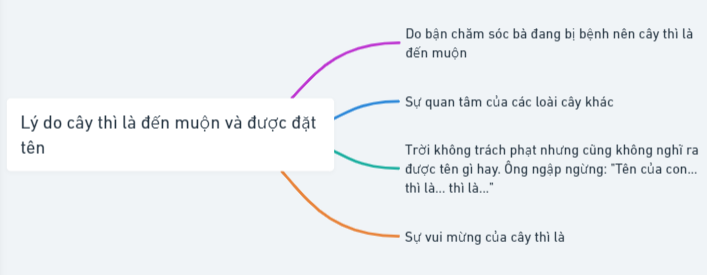 Lý do cây thì là đến muộn và được đặt
tên
Do bận chăm sóc bà đang bị bệnh nên cây thì là
đến muộn
Sự quan tâm của các loài cây khác
Trời không trách phạt nhưng cũng không nghĩ ra
được tên gì hay. Ông ngập ngừng: "Tên của con...
thì là... thì là..."
Sự vui mừng của cây thì là